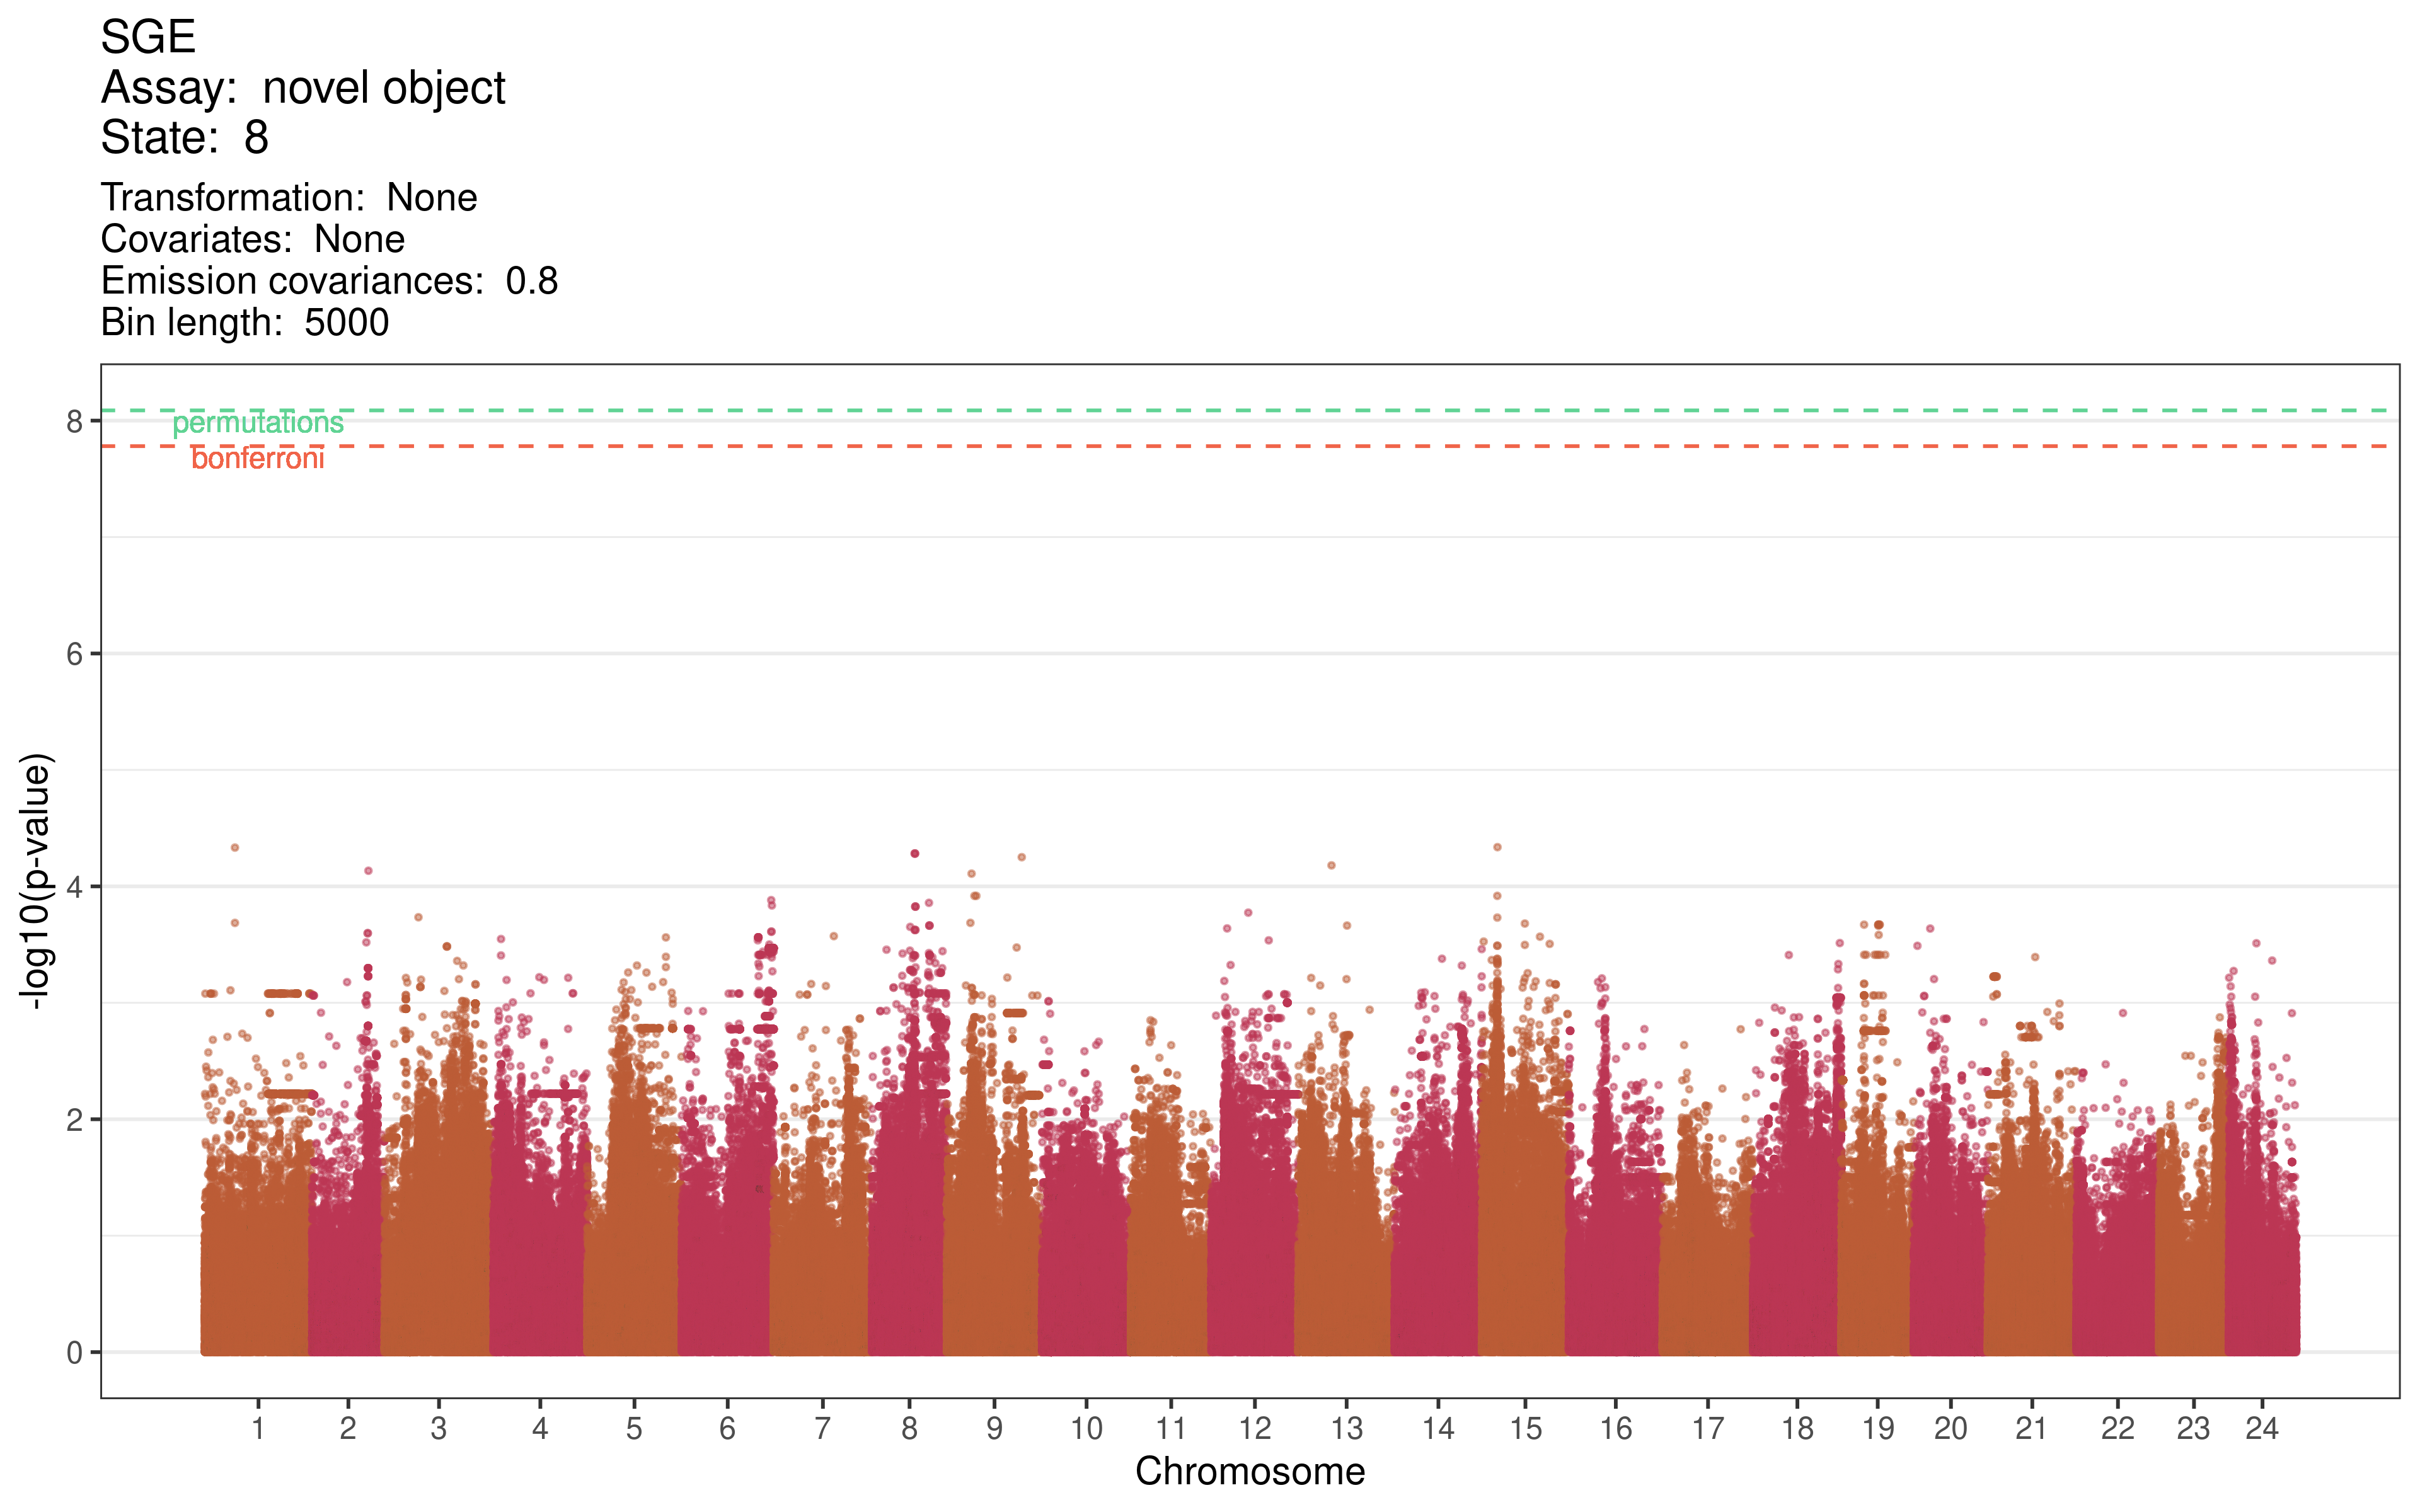 SGE
Assay:  novel object
State:  8
Transformation:  None
Covariates:  None
Emission covariances:  0.8
Bin length:  5000
permutations
bonferroni
8
6
4
2
0
-log10(p-value)
1 2 3 4 5 6 7 8 9 10 11 12 13 14 15 16 17 18 19 20 21 22 23 24
Chromosome